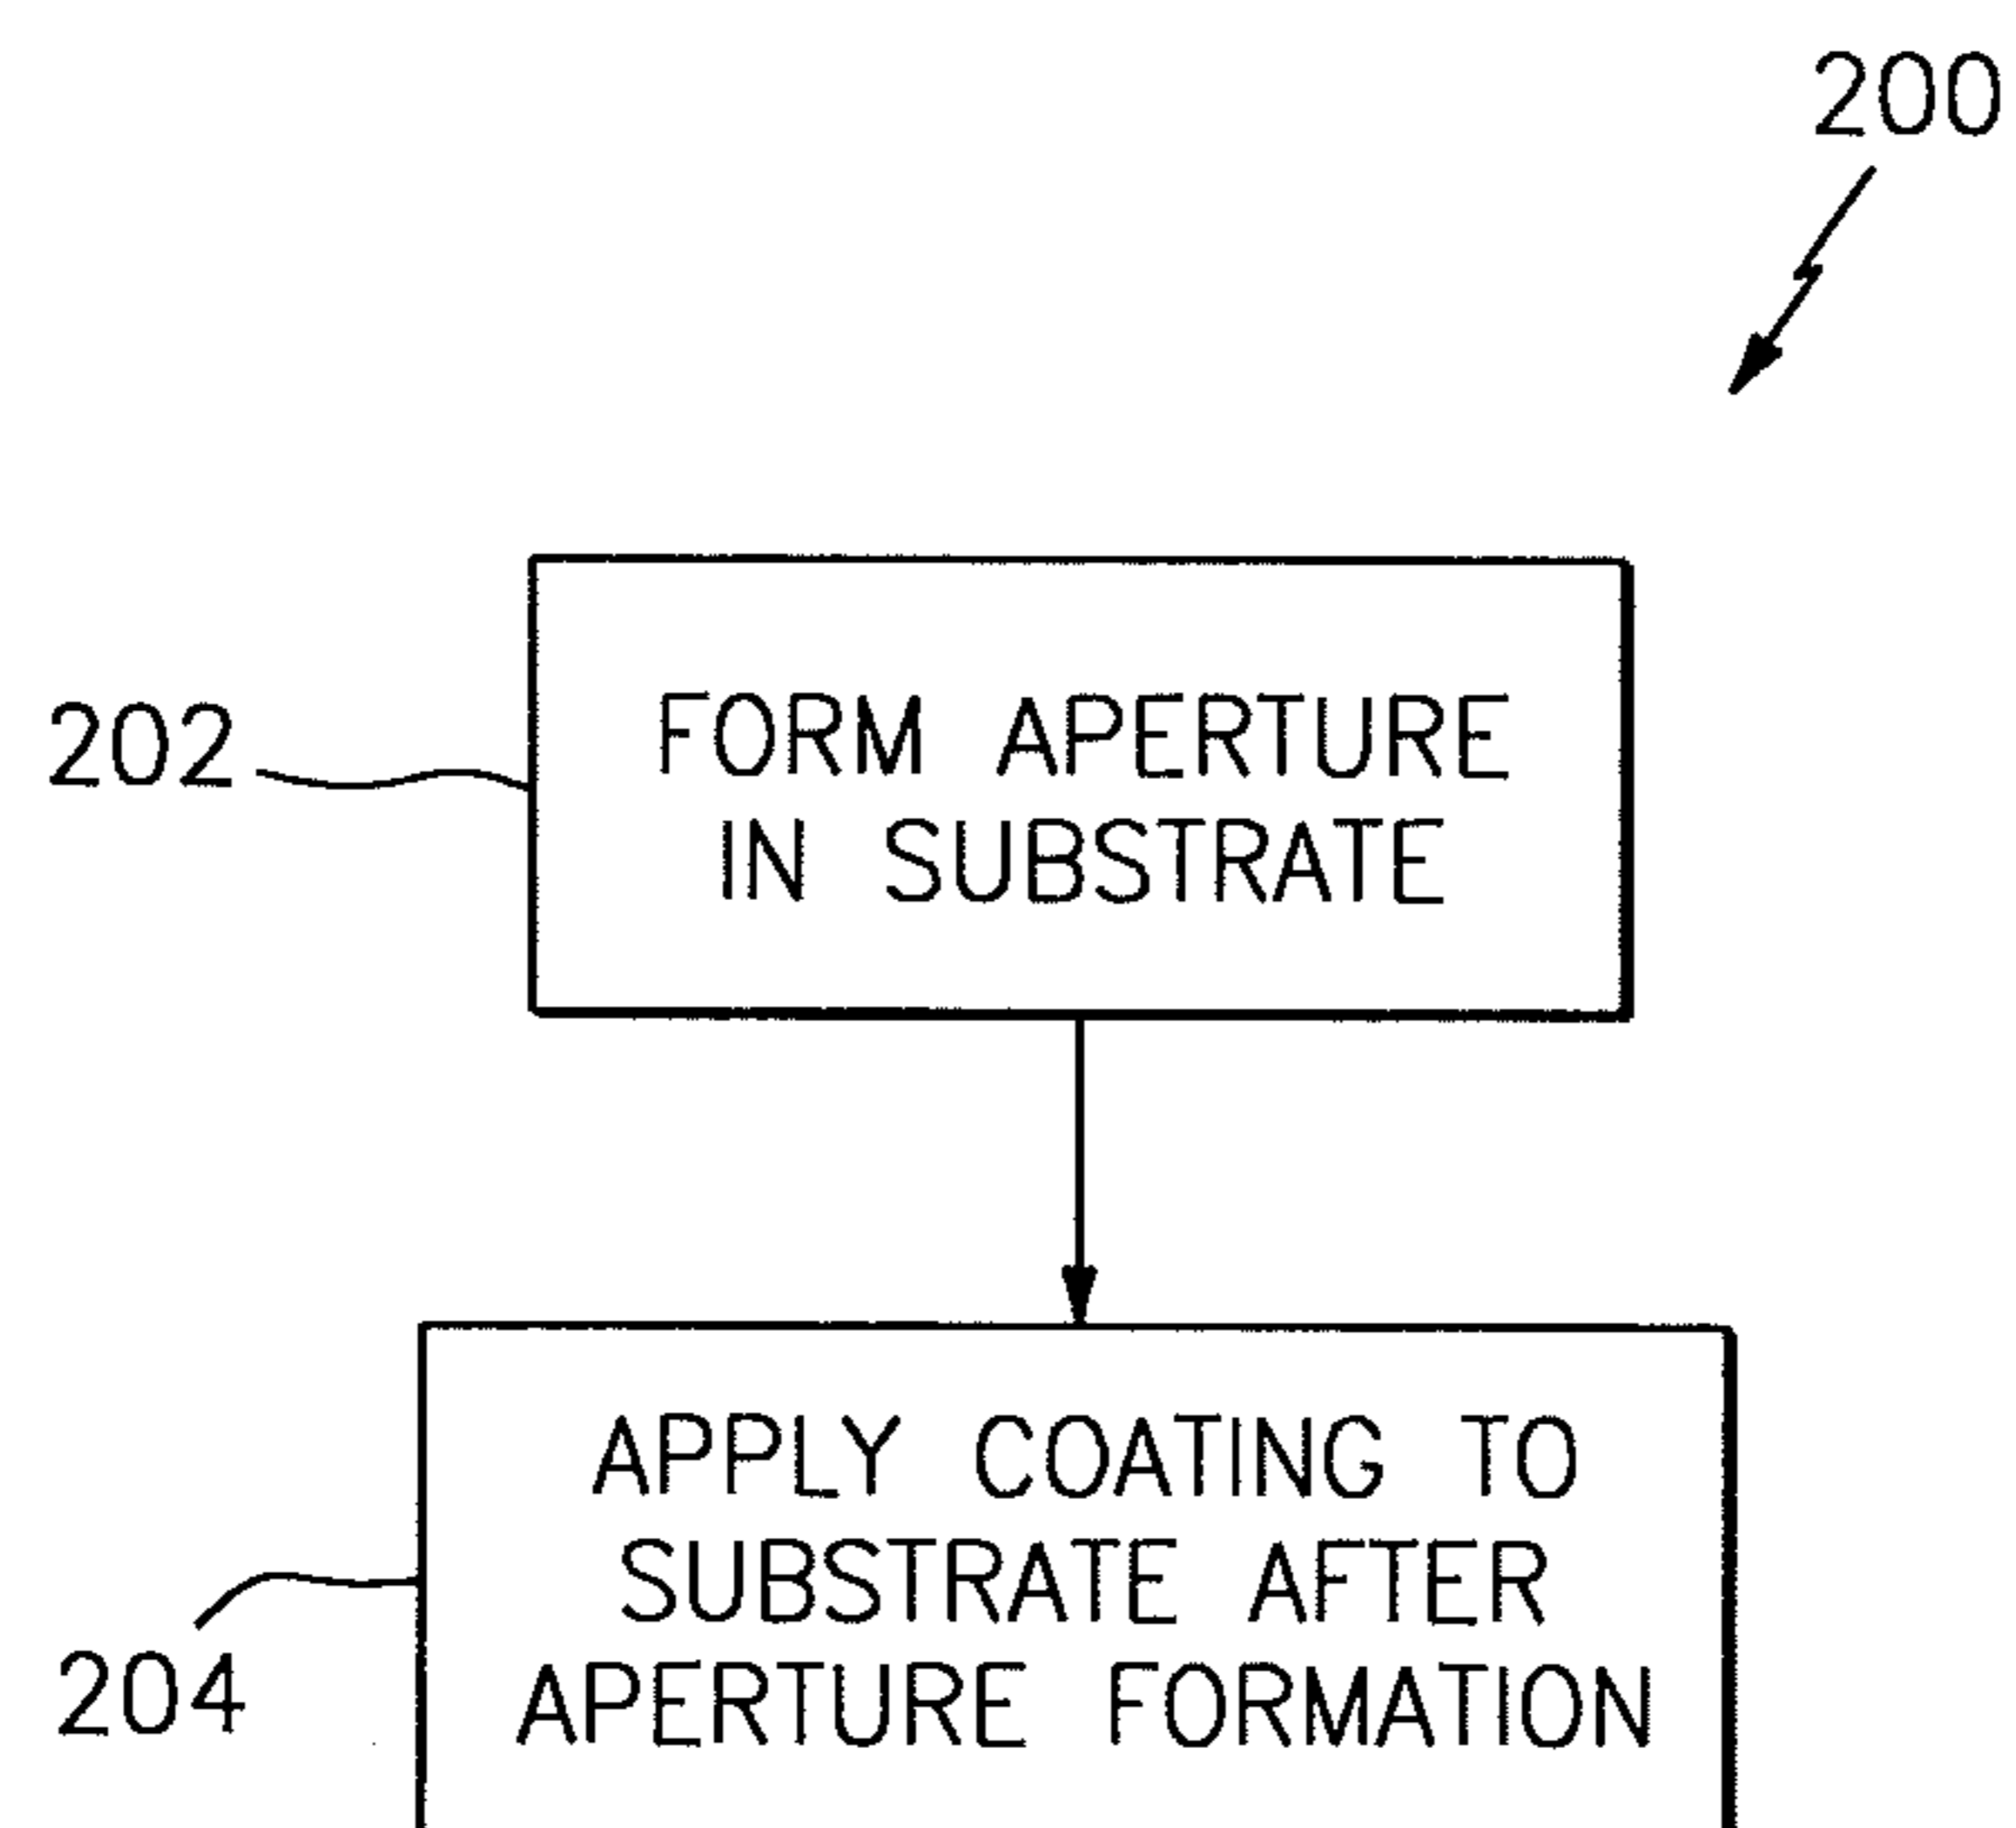 200
202
FORM APERTURE
IN SUBSTRATE
APPLY COATING TO
SUBSTRATE AFTER
APERTURE FORMATION
204